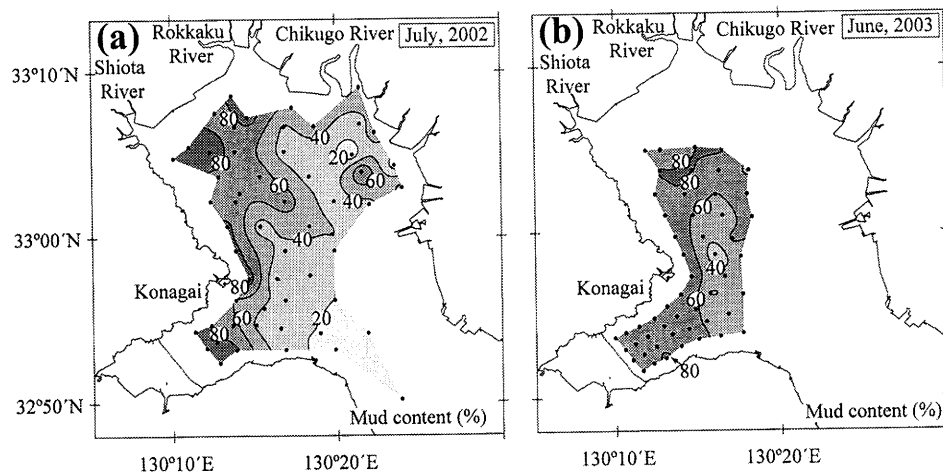 (a)
Rokkaku
River
Chikugo River
July, 2002
33°10´N
Shiota
River
80
40
80
20
60
60
40
33°00´N
40
Konagai
80
60
20
80
32°50´N
Mud content (%)
130°10´E
130°20´E
(b)
Rokkaku
River
Chikugo River
June, 2003
Shiota
River
80
80
60
40
Konagai
60
80
Mud content (%)
130°10´E
130°20´E